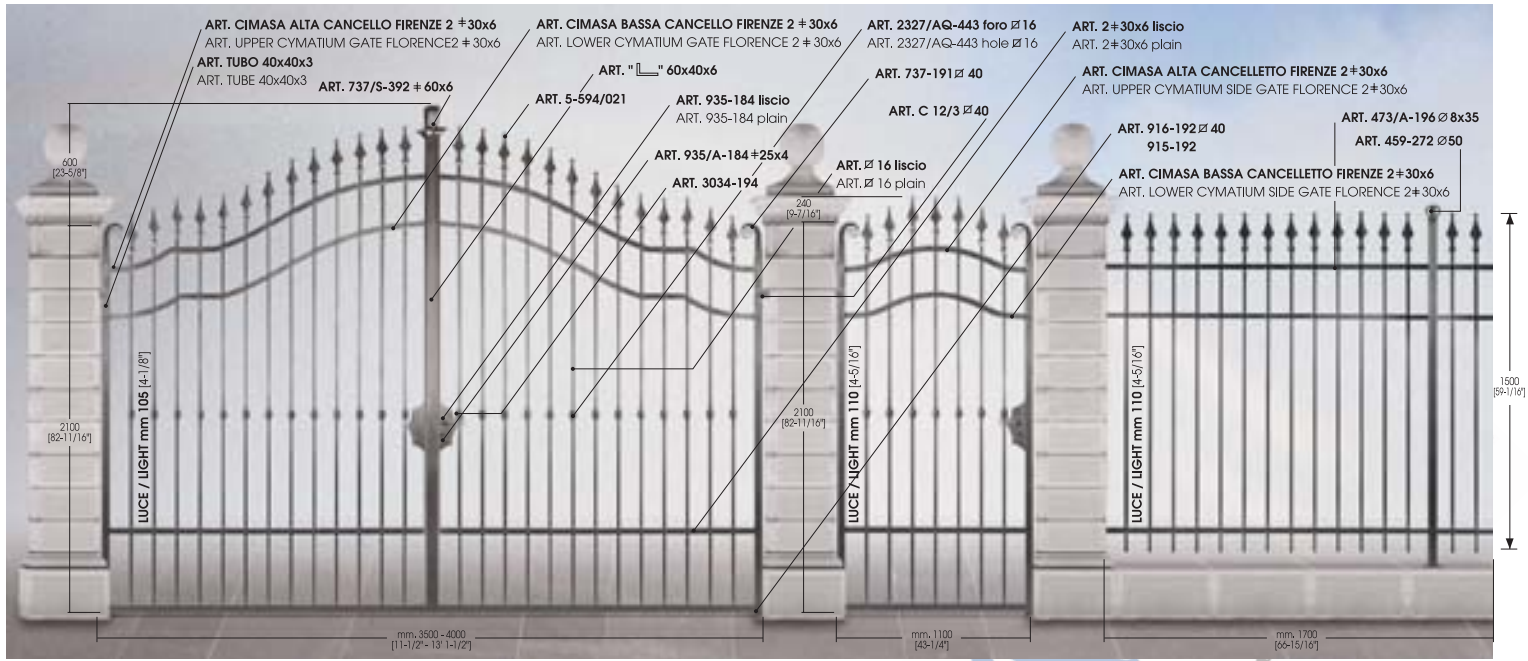 ART. CIMASA ALTA CANCELLO FIRENZE 2 ⌗30x6
ART. UPPER CYMATIUM GATE FLORENCE2 ⌗30x6
ART. TUBO 40x40x3
ART. TUBE 40x40x3
ART. 737/S-392 ⌗ 60x6
ART. CIMASA BASSA CANCELLO FIRENZE 2 ⌗30x6
ART. LOWER CYMATIUM GATE FLORENCE 2 ⌗30x6
ART. " " 60x40x6
ART. 5-594/021
ART. 935-184 liscio
ART. 935-184 plain
ART. 935/A-184 ⌗25x4
ART. 3034-194
ART. 2327/AQ-443 foro ⌀16
ART. 2327/AQ-443 hole ⌀16
ART. 737-191 ⌀ 40
ART. C 12/3 ⌀ 40
ART. ⌀ 16 liscio
ART. ⌀ 16 plain
ART. 2⌗30x6 liscio
ART. 2⌗30x6 plain
ART. CIMASA ALTA CANCELLETTO FIRENZE 2⌗30x6
ART. UPPER CYMATIUM SIDE GATE FLORENCE 2⌗30x6
ART. 916-192 ⌀ 40
915-192
ART. CIMASA BASSA CANCELLETTO FIRENZE 2⌗30x6
ART. LOWER CYMATIUM SIDE GATE FLORENCE 2⌗30x6
ART. 473/A-196 Ø 8x35
ART. 459-272 Ø 50
600
[23-5/8"]
240
[9-7/16"]
2100
[82-11/16"]
LUCE / LIGHT mm 105 [4-1/8"]
2100
[82-11/16"]
LUCE / LIGHT mm 110 [4-5/16"]
LUCE / LIGHT mm 110 [4-5/16"]
1500
[59-1/16"]
mm. 3500 - 4000
[11-1/2" - 13' 1-1/2"]
mm. 1100
[43-1/4"]
mm. 1700
[66-15/16"]